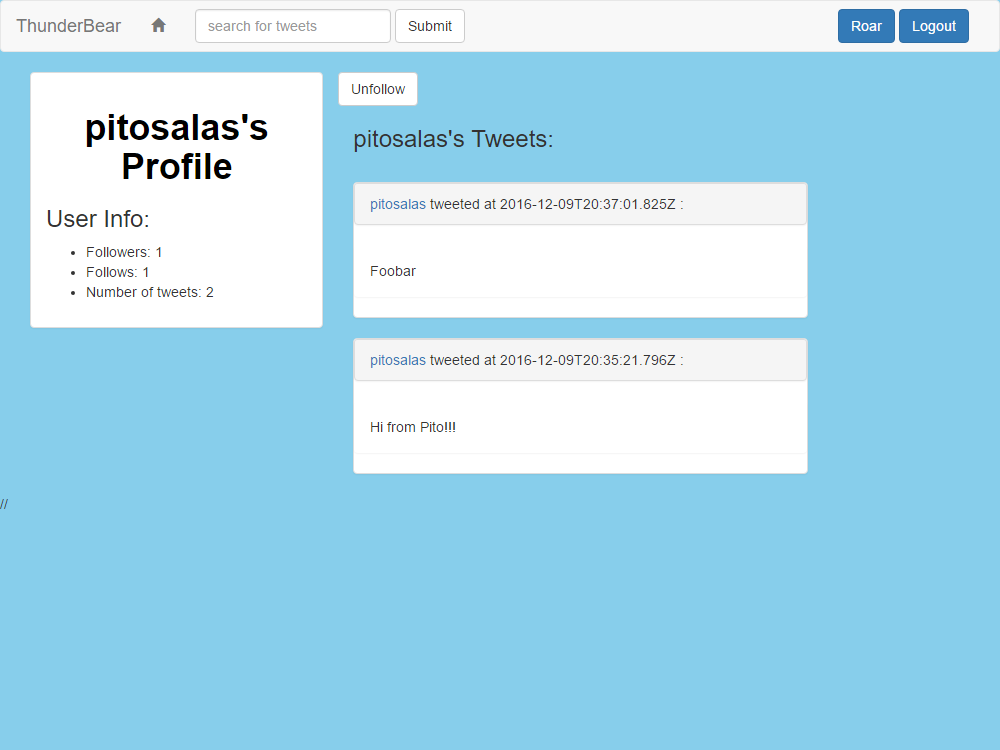 ThunderBear
search for tweets
Submit
Roar
Logout
pitosalas's
Profile
User Info:
Followers: 1
Follows: 1
Number of tweets: 2
Unfollow
pitosalas's Tweets:
pitosalas tweeted at 2016-12-09T20:37:01.825Z :
Foobar
pitosalas tweeted at 2016-12-09T20:35:21.796Z :
Hi from Pito!!!
//